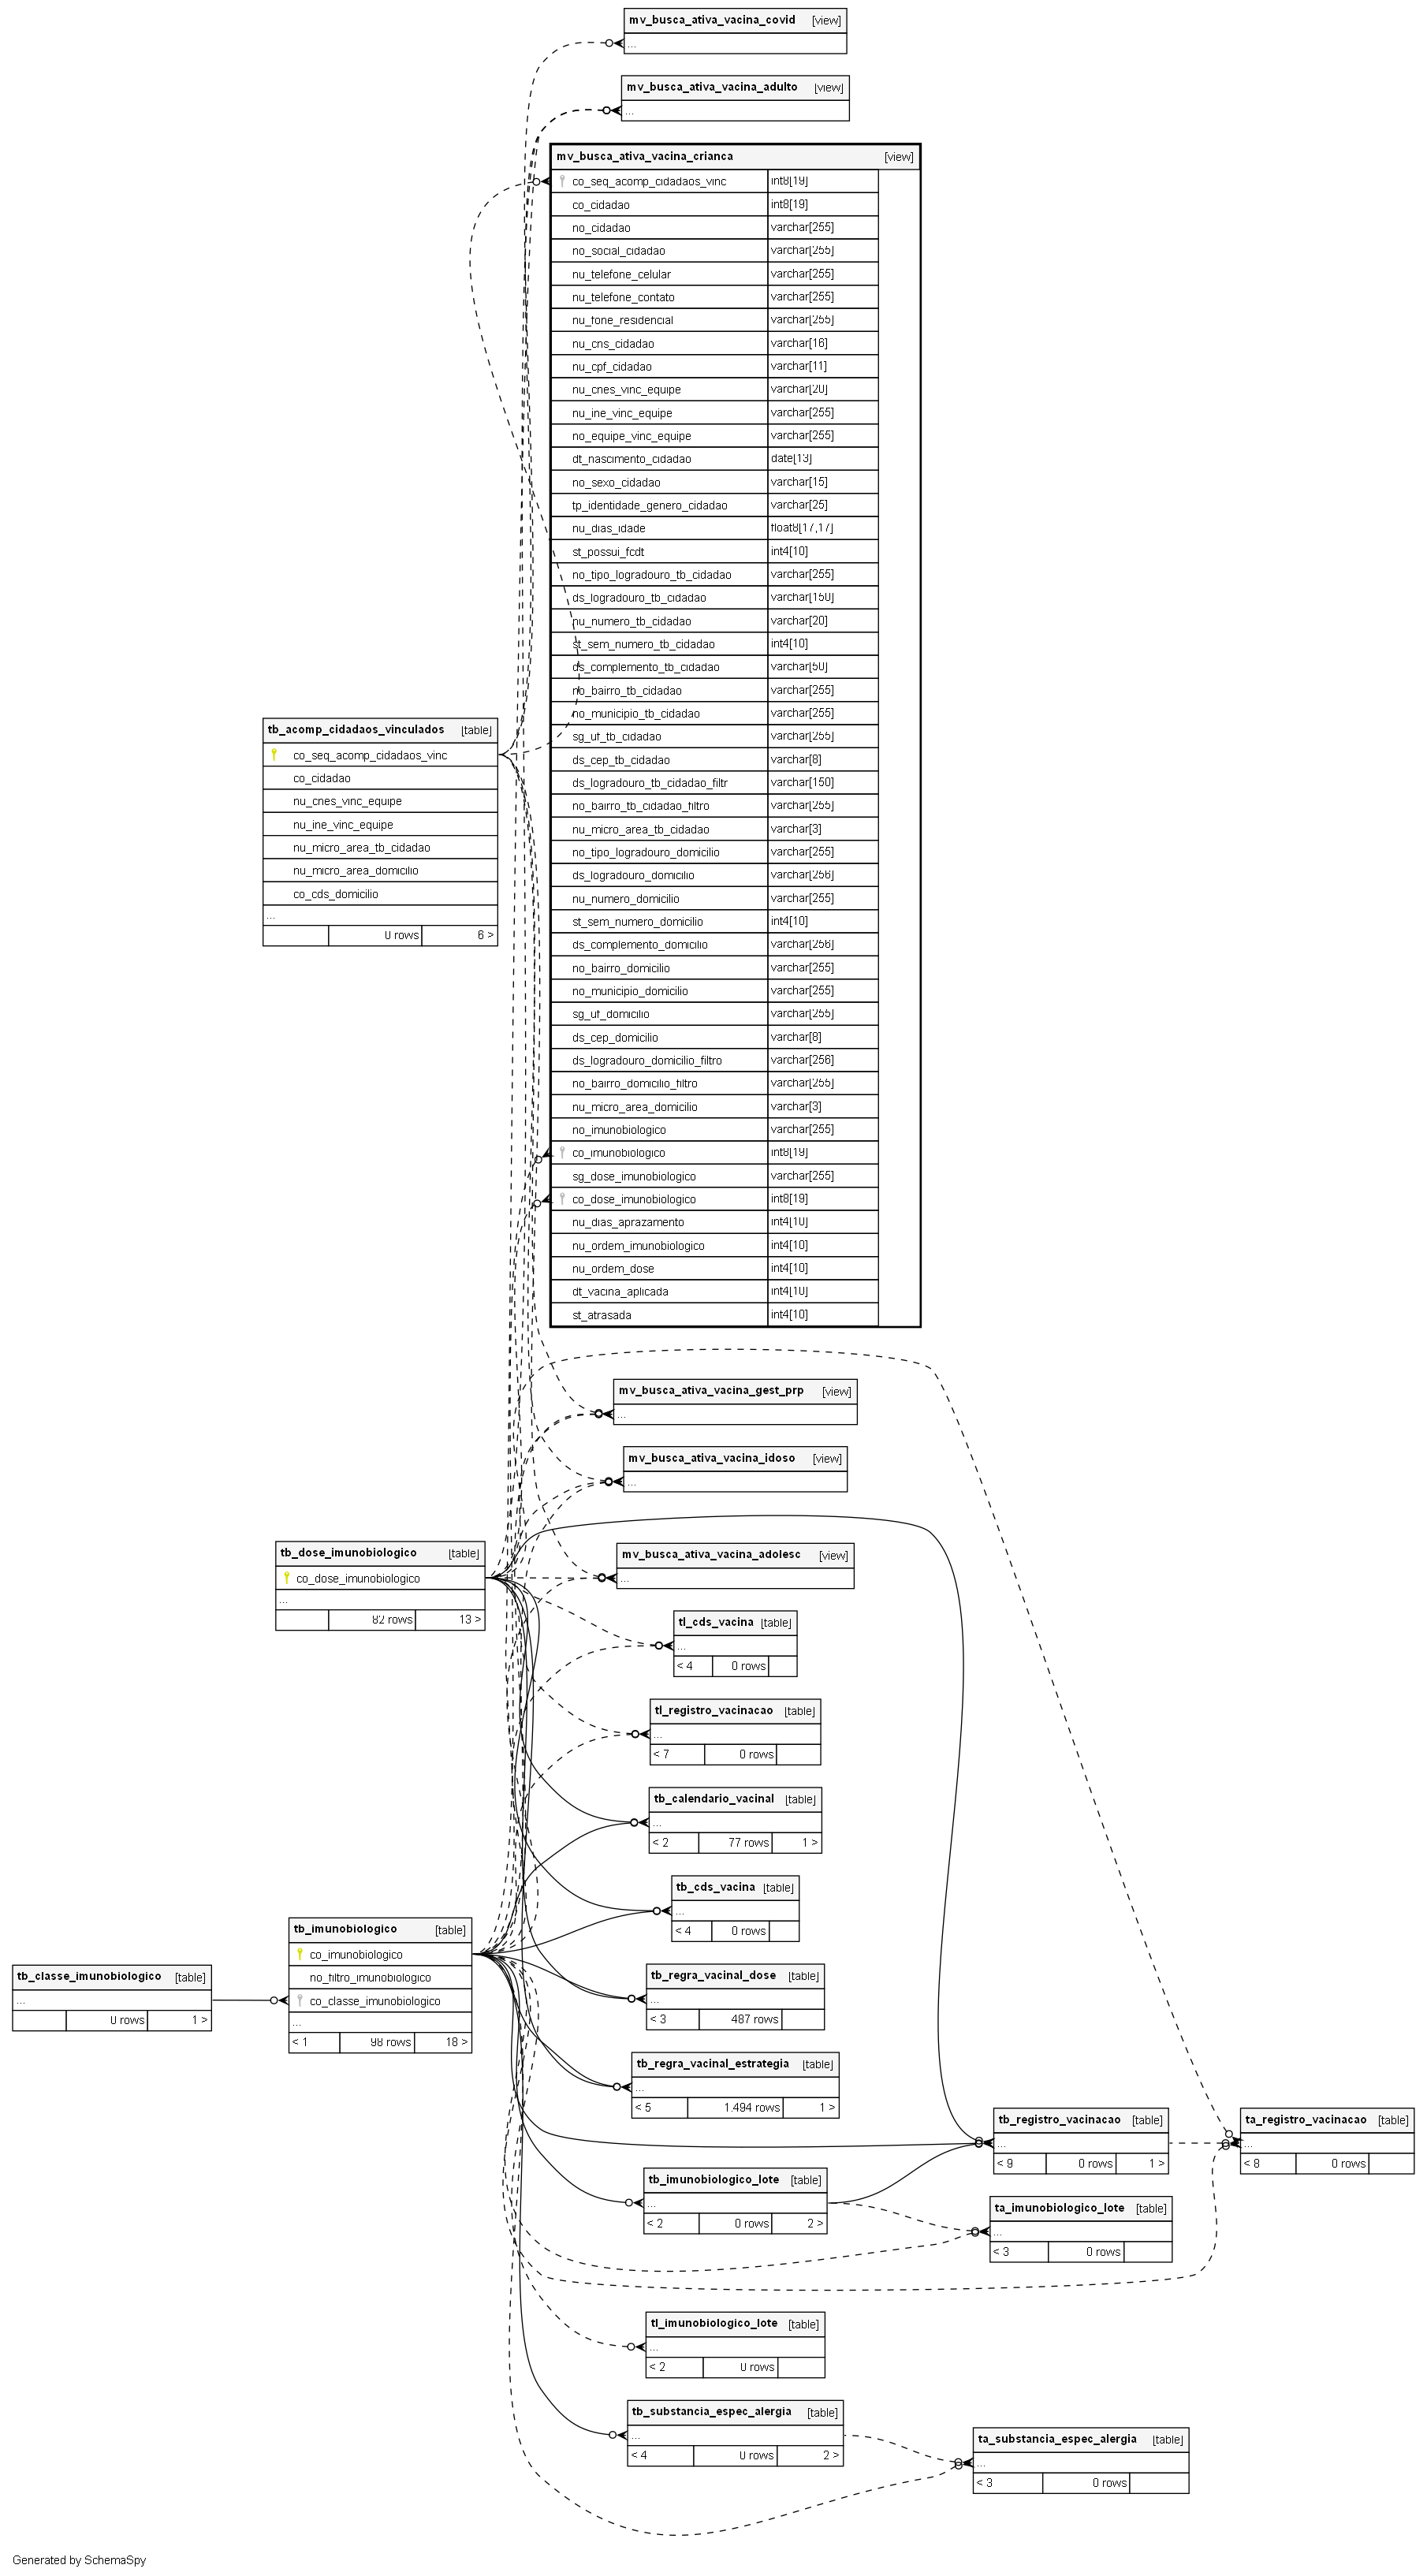 mv_busca_ativa_vacina_covid [view]
...
mv_busca_ativa_vacina_adulto [view]
...
mv_busca_ativa_vacina_crianca [view]
co_seq_acomp_cidadaos_vinc int8[19]
co_cidadao int8[19]
no_cidadao varchar[255]
no_social_cidadao varchar[255]
nu_telefone_celular varchar[255]
nu_telefone_contato varchar[255]
nu_fone_residencial varchar[255]
nu_cns_cidadao varchar[16]
nu_cpf_cidadao varchar[11]
nu_cnes_vinc_equipe varchar[20]
nu_ine_vinc_equipe varchar[255]
no_equipe_vinc_equipe varchar[255]
dt_nascimento_cidadao date[13]
no_sexo_cidadao varchar[15]
tp_identidade_genero_cidadao varchar[25]
nu_dias_idade float8[17,17]
st_possui_fcdt int4[10]
no_tipo_logradouro_tb_cidadao varchar[255]
ds_logradouro_tb_cidadao varchar[150]
nu_numero_tb_cidadao varchar[20]
st_sem_numero_tb_cidadao int4[10]
ds_complemento_tb_cidadao varchar[50]
no_bairro_tb_cidadao varchar[255]
no_municipio_tb_cidadao varchar[255]
sg_uf_tb_cidadao varchar[255]
ds_cep_tb_cidadao varchar[8]
ds_logradouro_tb_cidadao_filtr varchar[150]
no_bairro_tb_cidadao_filtro varchar[255]
nu_micro_area_tb_cidadao varchar[3]
no_tipo_logradouro_domicilio varchar[255]
ds_logradouro_domicilio varchar[256]
nu_numero_domicilio varchar[255]
st_sem_numero_domicilio int4[10]
ds_complemento_domicilio varchar[256]
no_bairro_domicilio varchar[255]
no_municipio_domicilio varchar[255]
sg_uf_domicilio varchar[255]
ds_cep_domicilio varchar[8]
ds_logradouro_domicilio_filtro varchar[256]
no_bairro_domicilio_filtro varchar[255]
nu_micro_area_domicilio varchar[3]
no_imunobiologico varchar[255]
co_imunobiologico int8[19]
sg_dose_imunobiologico varchar[255]
co_dose_imunobiologico int8[19]
nu_dias_aprazamento int4[10]
nu_ordem_imunobiologico int4[10]
nu_ordem_dose int4[10]
dt_vacina_aplicada int4[10]
st_atrasada int4[10]
tb_acomp_cidadaos_vinculados [table]
co_seq_acomp_cidadaos_vinc
co_cidadao
nu_cnes_vinc_equipe
nu_ine_vinc_equipe
nu_micro_area_tb_cidadao
nu_micro_area_domicilio
co_cds_domicilio
...
0 rows 6 >
mv_busca_ativa_vacina_gest_prp [view]
...
mv_busca_ativa_vacina_idoso [view]
...
tb_dose_imunobiologico [table]
co_dose_imunobiologico
...
82 rows 13 >
mv_busca_ativa_vacina_adolesc [view]
...
tl_cds_vacina [table]
...
< 4 0 rows
tl_registro_vacinacao [table]
...
< 7 0 rows
tb_calendario_vacinal [table]
...
< 2 77 rows 1 >
tb_cds_vacina [table]
...
< 4 0 rows
tb_imunobiologico [table]
co_imunobiologico
no_filtro_imunobiologico
co_classe_imunobiologico
...
< 1 98 rows 18 >
tb_classe_imunobiologico [table]
...
0 rows 1 >
tb_regra_vacinal_dose [table]
...
< 3 487 rows
tb_regra_vacinal_estrategia [table]
...
< 5 1.494 rows 1 >
tb_registro_vacinacao [table]
...
< 9 0 rows 1 >
ta_registro_vacinacao [table]
...
< 8 0 rows
tb_imunobiologico_lote [table]
...
< 2 0 rows 2 >
ta_imunobiologico_lote [table]
...
< 3 0 rows
tl_imunobiologico_lote [table]
...
< 2 0 rows
tb_substancia_espec_alergia [table]
...
< 4 0 rows 2 >
ta_substancia_espec_alergia [table]
...
< 3 0 rows
Generated by SchemaSpy